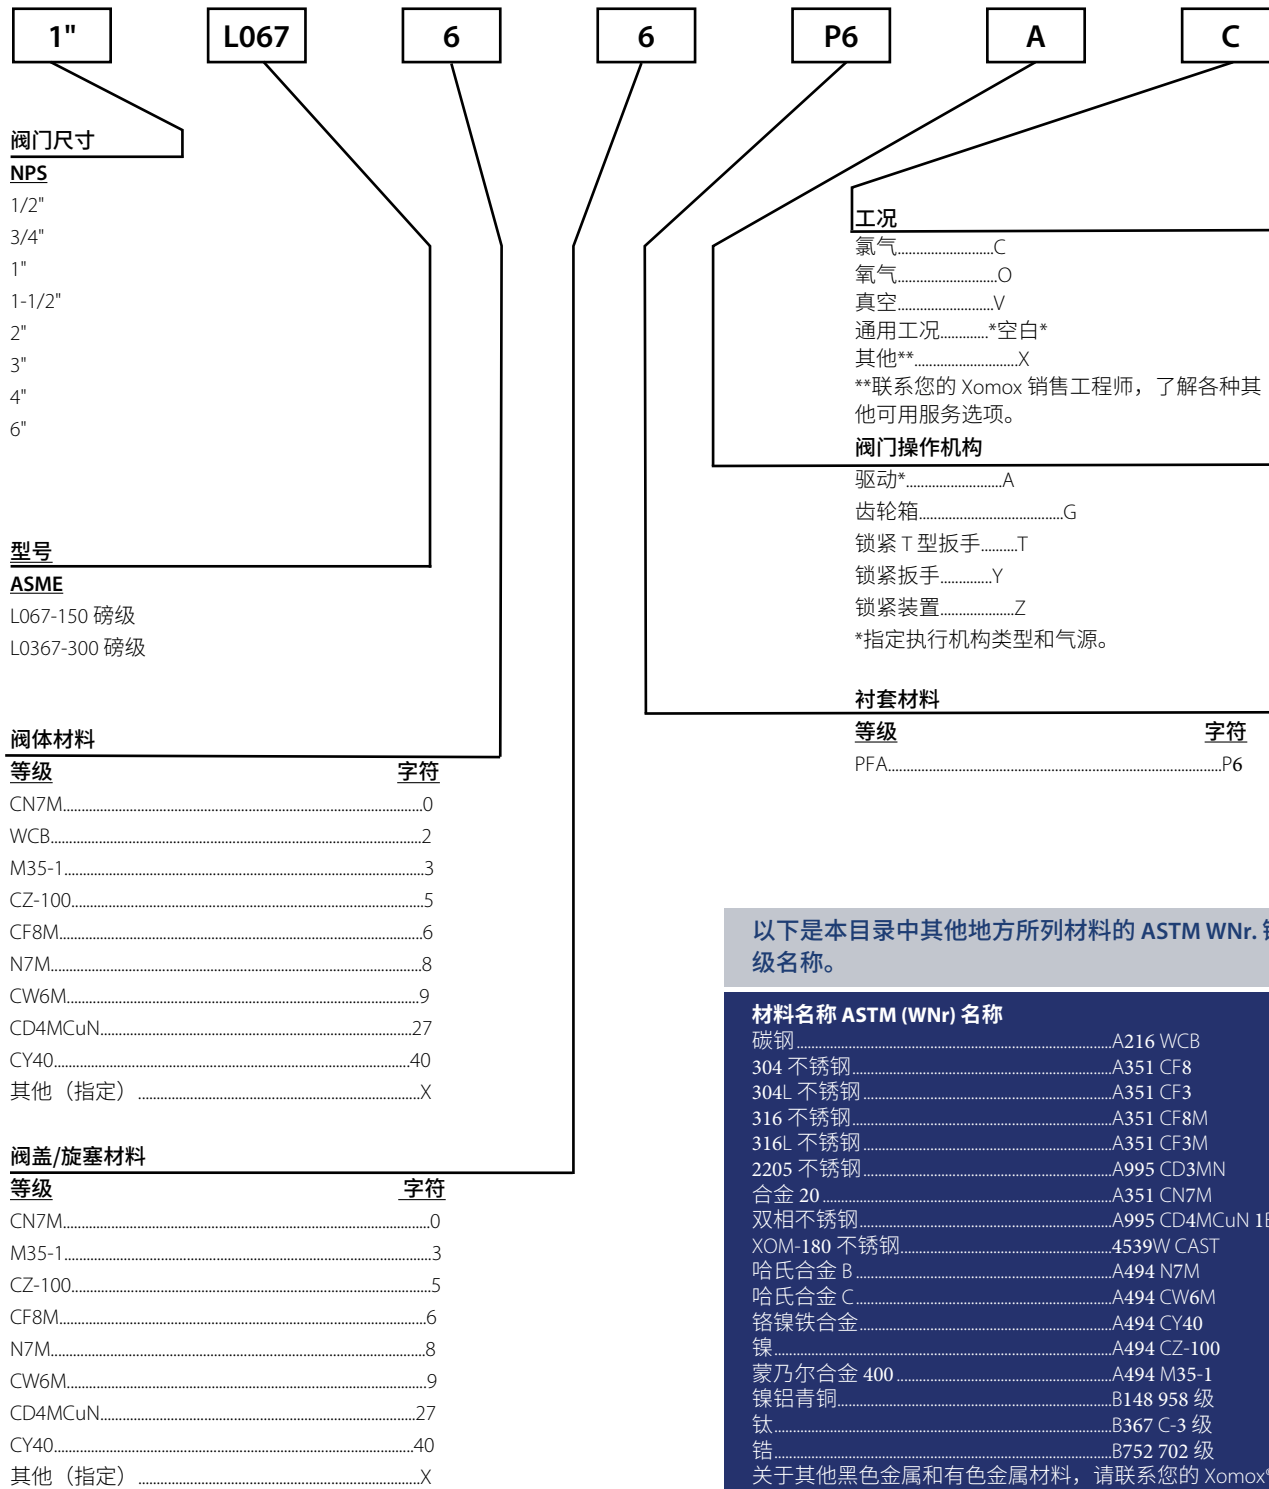 1" L067 6 6 P6 A C
阀门尺寸
NPS
1/2"
3/4"
1"
1-1/2"
2"
3"
4"
6"
型号
ASME
L067-150 磅级
L0367-300 磅级
阀体材料
等级 字符
CN7M 0
WCB 2
M35-1 3
CZ-100 5
CF8M 6
N7M 8
CW6M 9
CD4MCuN 27
CY40 40
其他（指定） X
阀盖/旋塞材料
等级 字符
CN7M 0
M35-1 3
CZ-100 5
CF8M 6
N7M 8
CW6M 9
CD4MCuN 27
CY40 40
其他（指定） X
工况
氯气 C
氧气 O
真空 V
通用工况 *空白*
其他** X
**联系您的 Xomox 销售工程师，了解各种其
他可用服务选项。
阀门操作机构
驱动* A
齿轮箱 G
锁紧 T 型扳手 T
锁紧扳手 Y
锁紧装置 Z
*指定执行机构类型和气源。
衬套材料
等级 字符
PFA P6
以下是本目录中其他地方所列材料的 ASTM WNr.
级名称。
材料名称 ASTM (WNr) 名称
碳钢 A216 WCB
304 不锈钢 A351 CF8
304L 不锈钢 A351 CF3
316 不锈钢 A351 CF8M
316L 不锈钢 A351 CF3M
2205 不锈钢 A995 CD3MN
合金 20 A351 CN7M
双相不锈钢 A995 CD4MCuN
XOM-180 不锈钢 4539W CAST
哈氏合金 B A494 N7M
哈氏合金 C A494 CW6M
铬镍铁合金 A494 CY40
镍 A494 CZ-100
蒙乃尔合金 400 A494 M35-1
镍铝青铜 B148 958 级
钛 B367 C-3 级
锆 B752 702 级
关于其他黑色金属和有色金属材料，请联系您的 Xomox